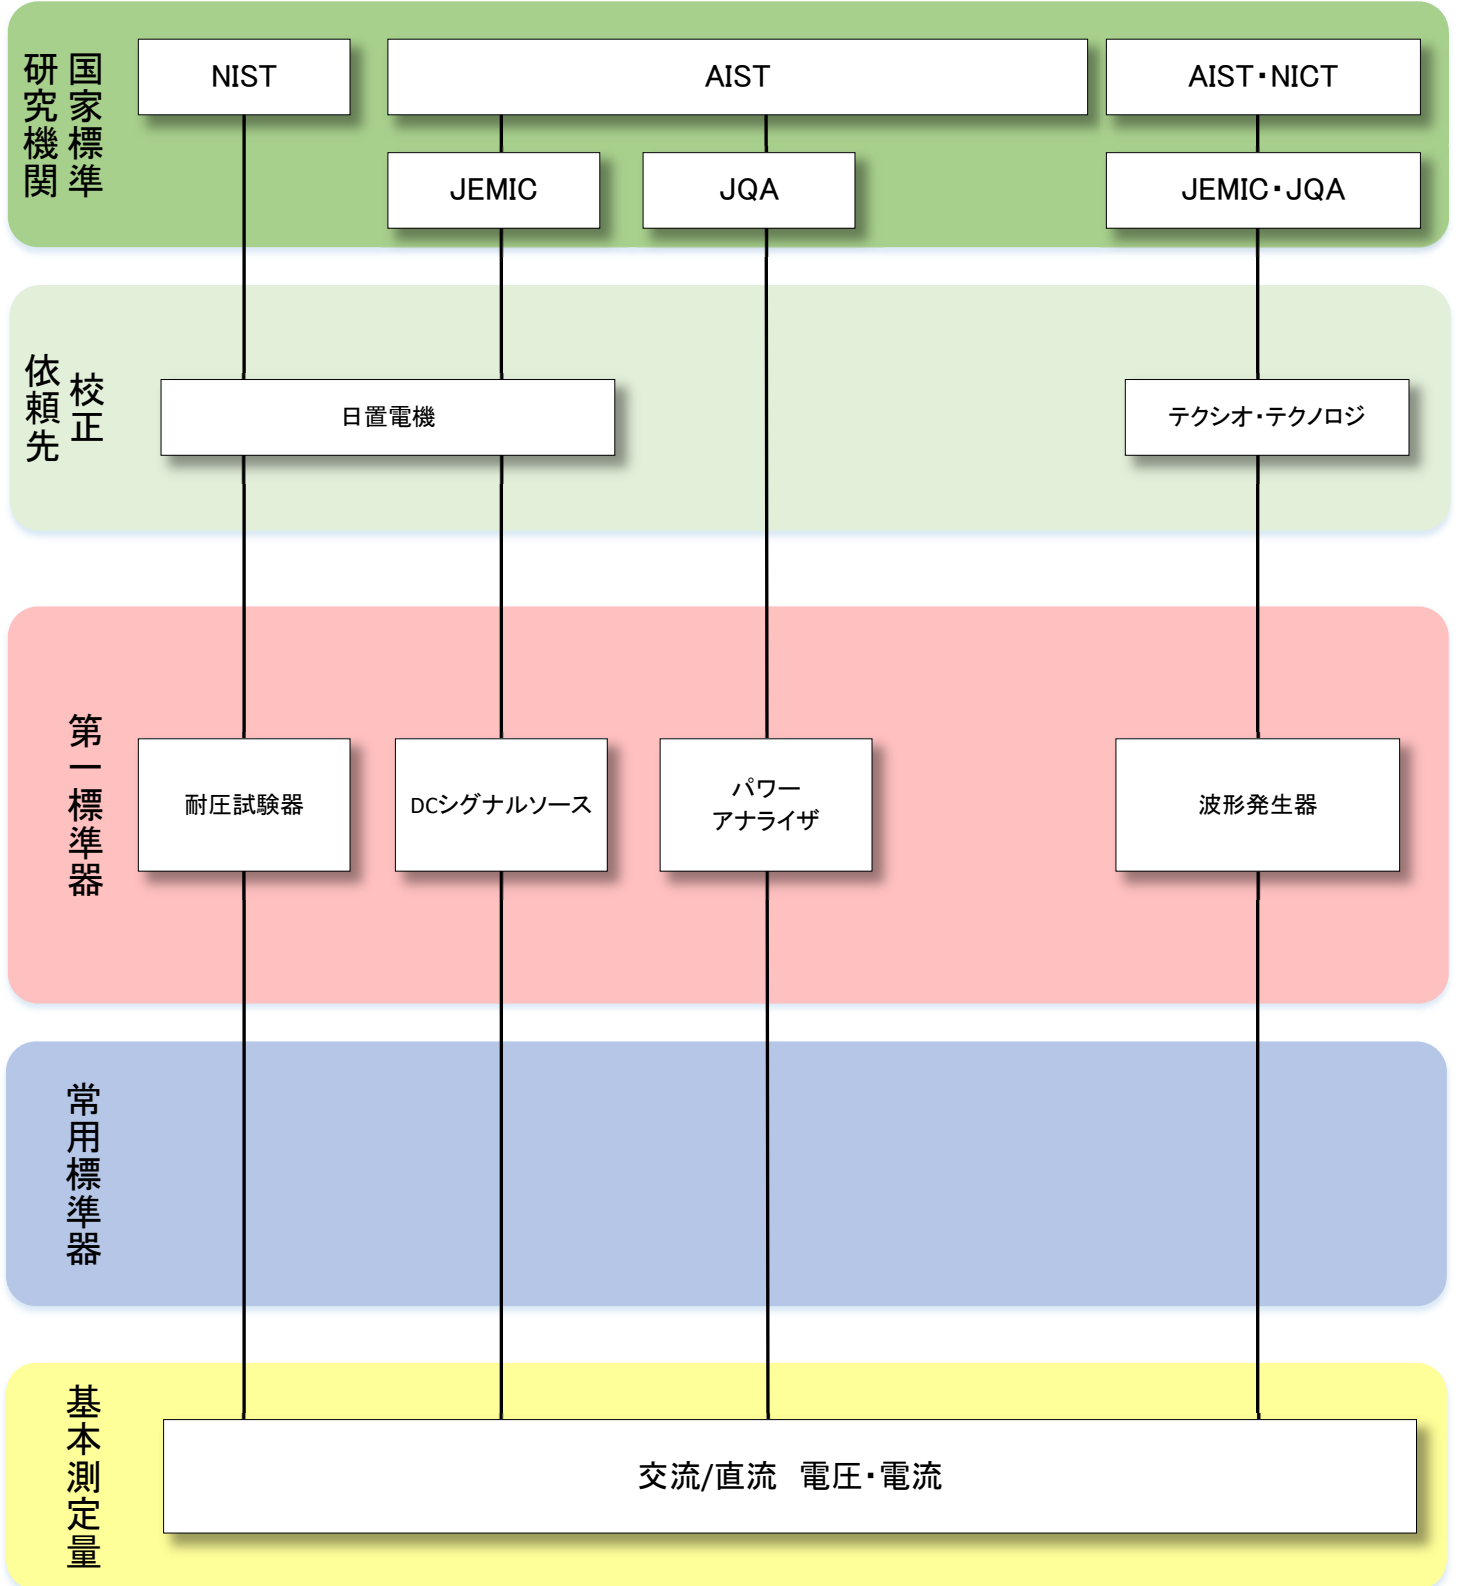 国家標準
研究機関
NIST
AIST
AIST・NICT
JEMIC
JQA
JEMIC・JQA
校正
依頼先
日置電機
テクシオ・テクノロジ
第一標準器
耐圧試験器
DCシグナルソース
パワー
アナライザ
波形発生器
常用標準器
基本測定量
交流/直流　電圧・電流